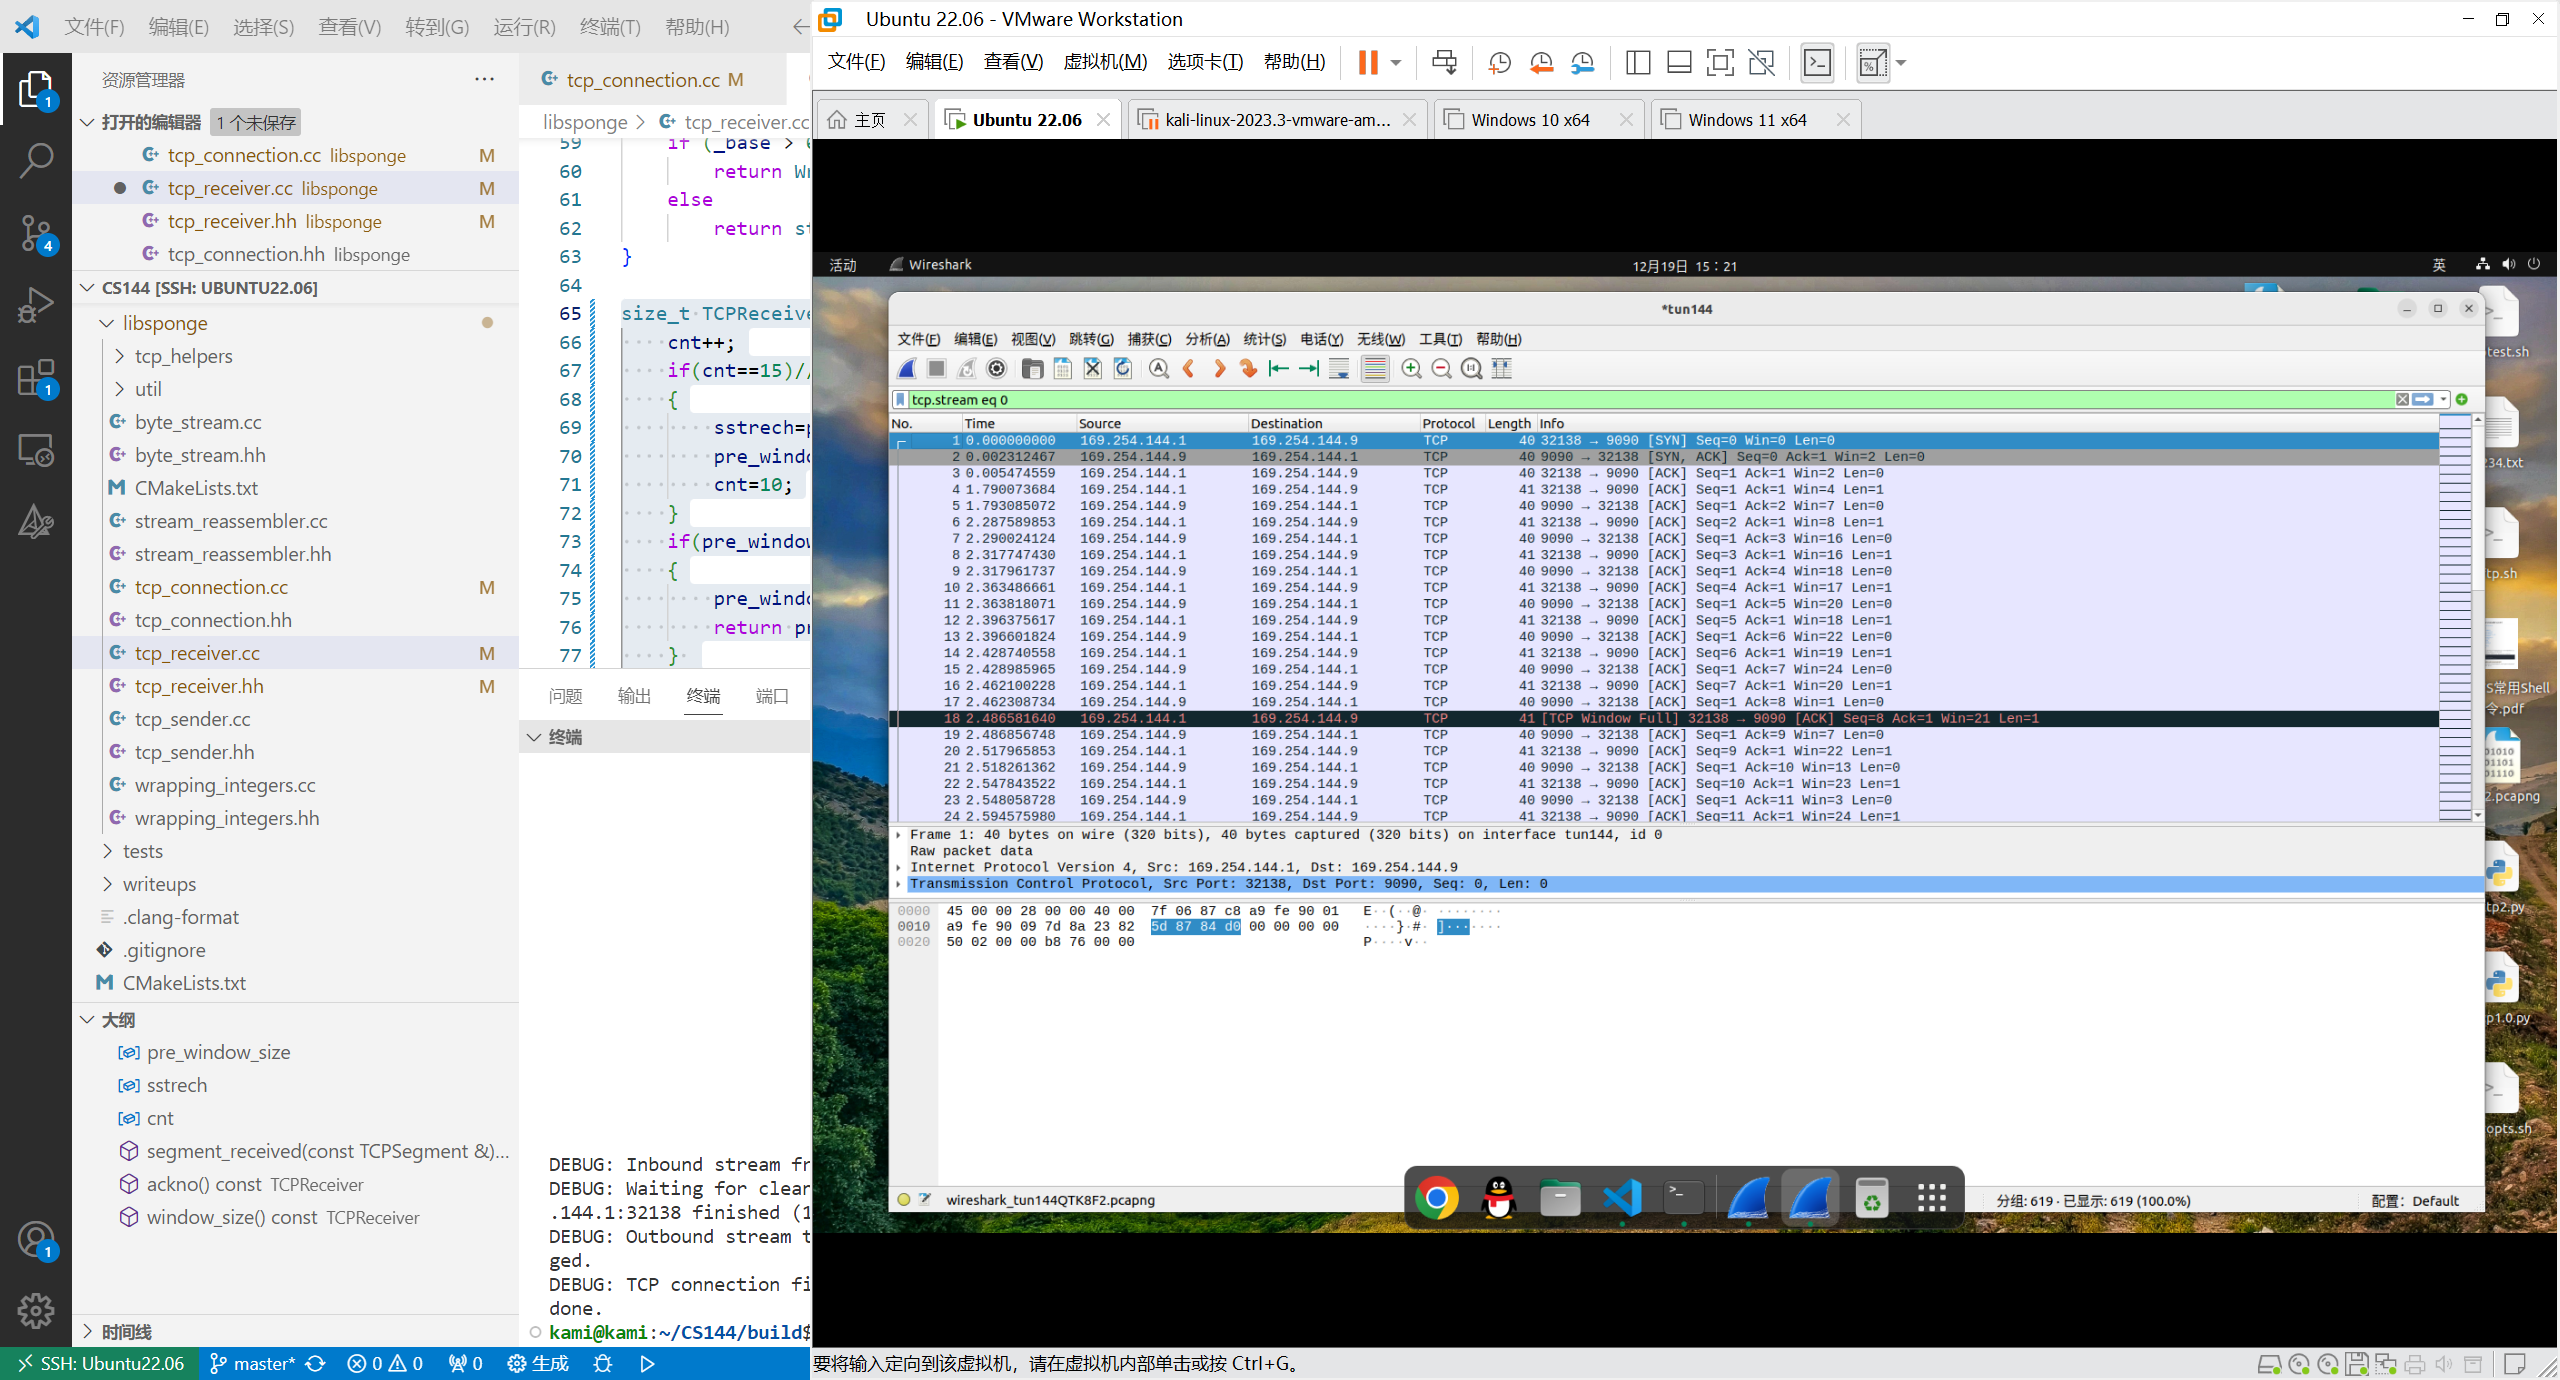 文件(F) 编辑(E) 选择(S) 查看(V) 转到(G) 运行(R) 终端(T) 帮助(H)
资源管理器
打开的编辑器 1 个未保存
tcp_connection.cc libsponge M
tcp_receiver.cc libsponge M
tcp_receiver.hh libsponge M
tcp_connection.hh libsponge
CS144 [SSH: UBUNTU22.06]
libsponge
tcp_helpers
util
byte_stream.cc
byte_stream.hh
CMakeLists.txt
stream_reassembler.cc
stream_reassembler.hh
tcp_connection.cc M
tcp_connection.hh
tcp_receiver.cc M
tcp_receiver.hh M
tcp_sender.cc
tcp_sender.hh
wrapping_integers.cc
wrapping_integers.hh
tests
writeups
.clang-format
.gitignore
CMakeLists.txt
大纲
pre_window_size
sstrech
cnt
segment_received(const TCPSegment &)...
ackno() const TCPReceiver
window_size() const TCPReceiver
时间线
1
4
1
1
tcp_connection.cc M
libsponge > tcp_receiver.cc
59 if (_base >
60 return
61 else
62 return
63 }
64
65 size_t TCPReceive
66 cnt++;
67 if(cnt==15)//
68 {
69 sstrech=
70 pre_windo
71 cnt=10;
72 }
73 if(pre_window
74 {
75 pre_windo
76 return
77 }
问题 输出 终端 端口
终端
DEBUG: Inbound stream
DEBUG: Waiting for clea
.144.1:32138 finished
DEBUG: Outbound stream
ged.
DEBUG: TCP connection fi
done.
kami@kami:~/CS144/build$
SSH: Ubuntu22.06 master* 0 0 0 生成
Ubuntu 22.06 - VMware Workstation
文件(F) 编辑(E) 查看(V) 虚拟机(M) 选项卡(T) 帮助(H)
主页 Ubuntu 22.06 kali-linux-2023.3-vmware-am... Windows 10 x64 Windows 11 x64
活动 Wireshark 12月19日 15：21 英
*tun144
文件(F) 编辑(E) 视图(V) 跳转(G) 捕获(C) 分析(A) 统计(S) 电话(Y) 无线(W) 工具(T) 帮助(H)
tcp.stream eq 0
No. Time Source Destination Protocol Length Info
1 0.000000000 169.254.144.1 169.254.144.9 TCP 40 32138 → 9090 [SYN] Seq=0 Win=0 Len=0
2 0.002312467 169.254.144.9 169.254.144.1 TCP 40 9090 → 32138 [SYN, ACK] Seq=0 Ack=1 Win=2 Len=0
3 0.005474559 169.254.144.1 169.254.144.9 TCP 40 32138 → 9090 [ACK] Seq=1 Ack=1 Win=2 Len=0
4 1.790073684 169.254.144.1 169.254.144.9 TCP 41 32138 → 9090 [ACK] Seq=1 Ack=1 Win=4 Len=1
5 1.793085072 169.254.144.9 169.254.144.1 TCP 40 9090 → 32138 [ACK] Seq=1 Ack=2 Win=7 Len=0
6 2.287589853 169.254.144.1 169.254.144.9 TCP 41 32138 → 9090 [ACK] Seq=2 Ack=1 Win=8 Len=1
7 2.290024124 169.254.144.9 169.254.144.1 TCP 40 9090 → 32138 [ACK] Seq=1 Ack=3 Win=16 Len=0
8 2.317747430 169.254.144.1 169.254.144.9 TCP 41 32138 → 9090 [ACK] Seq=3 Ack=1 Win=16 Len=1
9 2.317961737 169.254.144.9 169.254.144.1 TCP 40 9090 → 32138 [ACK] Seq=1 Ack=4 Win=18 Len=0
10 2.363486661 169.254.144.1 169.254.144.9 TCP 41 32138 → 9090 [ACK] Seq=4 Ack=1 Win=17 Len=1
11 2.363818071 169.254.144.9 169.254.144.1 TCP 40 9090 → 32138 [ACK] Seq=1 Ack=5 Win=20 Len=0
12 2.396375617 169.254.144.1 169.254.144.9 TCP 41 32138 → 9090 [ACK] Seq=5 Ack=1 Win=18 Len=1
13 2.396601824 169.254.144.9 169.254.144.1 TCP 40 9090 → 32138 [ACK] Seq=1 Ack=6 Win=22 Len=0
14 2.428740558 169.254.144.1 169.254.144.9 TCP 41 32138 → 9090 [ACK] Seq=6 Ack=1 Win=19 Len=1
15 2.428985965 169.254.144.9 169.254.144.1 TCP 40 9090 → 32138 [ACK] Seq=1 Ack=7 Win=24 Len=0
16 2.462100228 169.254.144.1 169.254.144.9 TCP 41 32138 → 9090 [ACK] Seq=7 Ack=1 Win=20 Len=1
17 2.462308734 169.254.144.9 169.254.144.1 TCP 40 9090 → 32138 [ACK] Seq=1 Ack=8 Win=1 Len=0
18 2.486581640 169.254.144.1 169.254.144.9 TCP 41 [TCP Window Full] 32138 → 9090 [ACK] Seq=8 Ack=1 Win=21 Len=1
19 2.486856748 169.254.144.9 169.254.144.1 TCP 40 9090 → 32138 [ACK] Seq=1 Ack=9 Win=7 Len=0
20 2.517965853 169.254.144.1 169.254.144.9 TCP 41 32138 → 9090 [ACK] Seq=9 Ack=1 Win=22 Len=1
21 2.518261362 169.254.144.9 169.254.144.1 TCP 40 9090 → 32138 [ACK] Seq=1 Ack=10 Win=13 Len=0
22 2.547843522 169.254.144.1 169.254.144.9 TCP 41 32138 → 9090 [ACK] Seq=10 Ack=1 Win=23 Len=1
23 2.548058728 169.254.144.9 169.254.144.1 TCP 40 9090 → 32138 [ACK] Seq=1 Ack=11 Win=3 Len=0
24 2.594575980 169.254.144.1 169.254.144.9 TCP 41 32138 → 9090 [ACK] Seq=11 Ack=1 Win=24 Len=1
Frame 1: 40 bytes on wire (320 bits), 40 bytes captured (320 bits) on interface tun144, id 0
Raw packet data
Internet Protocol Version 4, Src: 169.254.144.1, Dst: 169.254.144.9
Transmission Control Protocol, Src Port: 32138, Dst Port: 9090, Seq: 0, Len: 0
0000 45 00 00 28 00 00 40 00 7f 06 87 c8 a9 fe 90 01 E··(··@· ········
0010 a9 fe 90 09 7d 8a 23 82 5d 87 84 d0 00 00 00 00 ····}·#· ]·······
0020 50 02 00 00 b8 76 00 00 P····v··
wireshark_tun144QTK8F2.pcapng 分组: 619 · 已显示: 619 (100.0%) 配置: Default
test.sh
234.txt
tp.sh
S常用Shell
令.pdf
2.pcapng
tp2.py
p1.0.py
opts.sh
要将输入定向到该虚拟机，请在虚拟机内部单击或按 Ctrl+G。